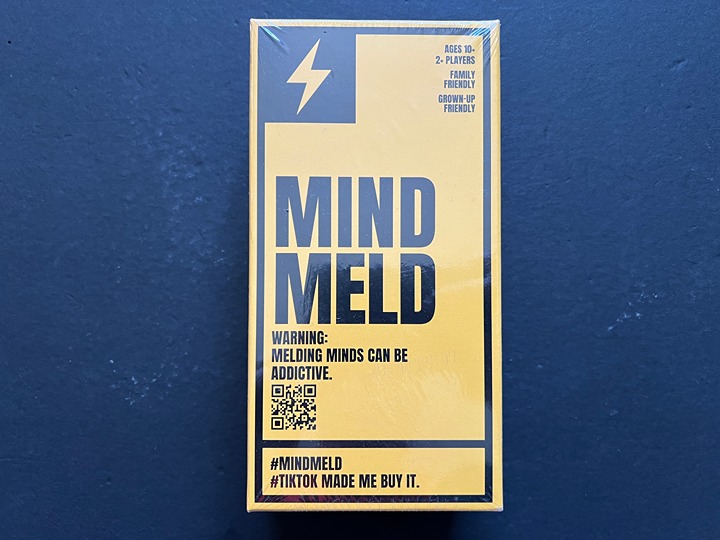 AGES 10+
2+ PLAYERS
FAMILY
FRIENDLY
GROWN-UP
FRIENDLY
MIND
MELD
WARNING:
MELDING MINDS CAN BE
ADDICTIVE.
#MINDMELD
#TIKTOK MADE ME BUY IT.